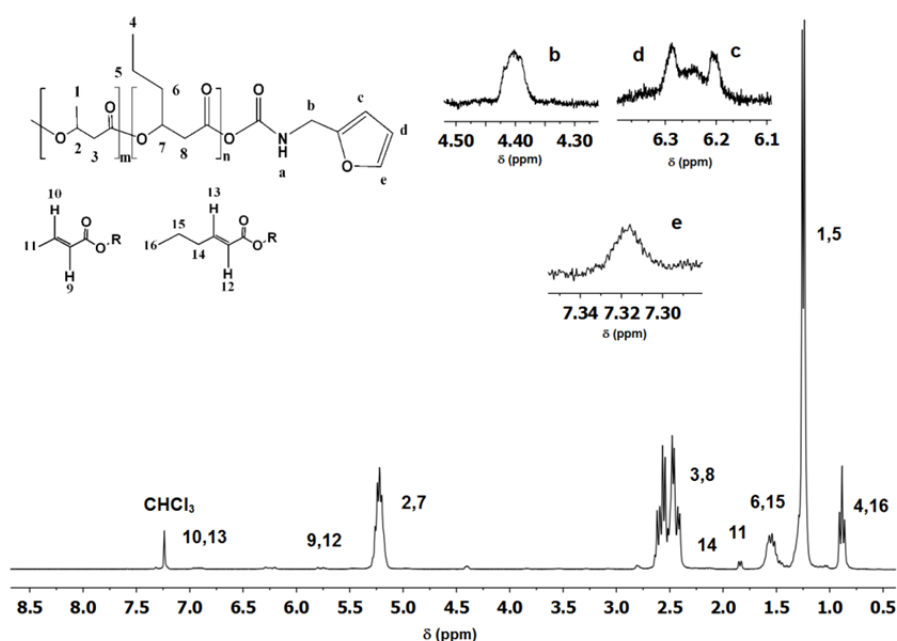 4
5
6
1
O
O
O
b
c
O
2
3
m
O
7
8
n
O
N
H
a
O
d
e
10
H
O
11
O
R
H
9
13
H
15
O
16
14
O
R
H
12
b
4.50 4.40 4.30
δ (ppm)
d c
6.3 6.2 6.1
δ (ppm)
e
7.34 7.32 7.30
δ (ppm)
1,5
CHCl₃
10,13
9,12
2,7
3,8
14
11
6,15
4,16
8.5 8.0 7.5 7.0 6.5 6.0 5.5 5.0 4.5 4.0 3.5 3.0 2.5 2.0 1.5 1.0 0.5
δ (ppm)